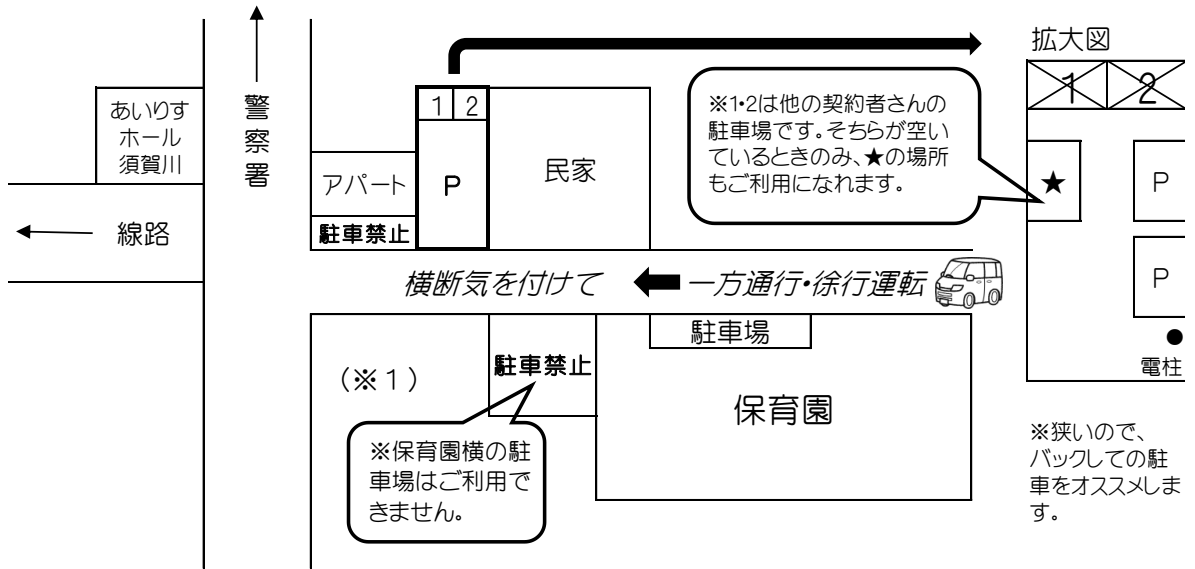 拡大図
1 2
警察署
あいりす
ホール
須賀川
1 2
※1・2は他の契約者さんの
駐車場です。そちらが空い
ているときのみ、★の場所
もご利用になれます。
アパート
P
民家
★
P
駐車禁止
線路
横断気を付けて
一方通行・徐行運転
P
駐車場
電柱
(※1)
駐車禁止
保育園
※保育園横の駐
車場はご利用で
きません。
※狭いので、
バックしての駐
車をオススメしま
す。